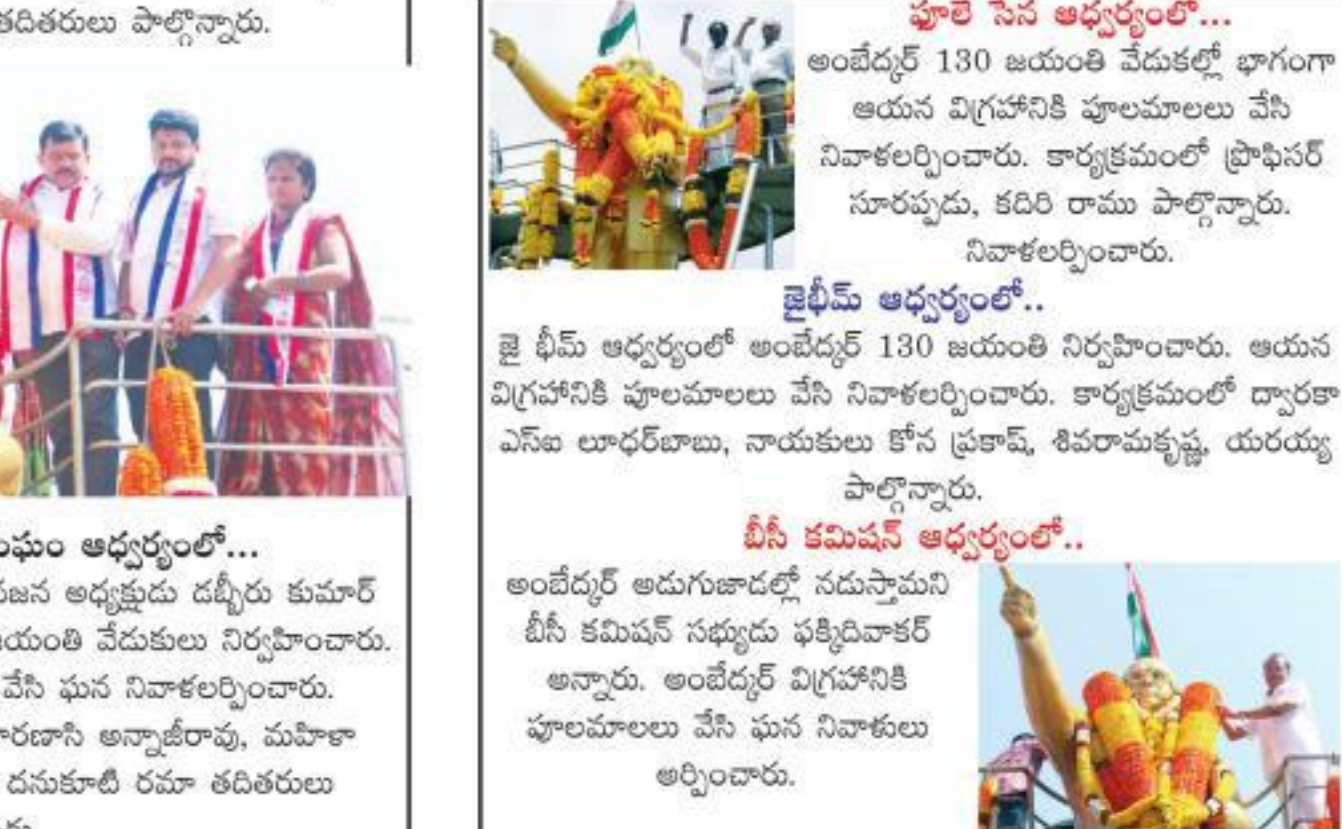 తదితరులు పాల్గొన్నారు.
ఆధ్వర్యంలో...
అధ్యక్షుడు డబ్బీరు కుమార్
వేడుకులు నిర్వహించారు.
వేసి ఘన నివాళలర్పించారు.
అన్నాజీరావు, మహిళా
దనుకూటి రమా తదితరులు
ఫూలె సేన ఆధ్వర్యంలో...
అంబేద్కర్ 130 జయంతి వేడుకల్లో భాగంగా
ఆయన విగ్రహానికి పూలమాలలు వేసి
నివాళలర్పించారు. కార్యక్రమంలో ప్రొఫిసర్
సూరప్పడు, కదిరి రాము పాల్గొన్నారు.
నివాళలర్పించారు.
జైభీమ్ ఆధ్వర్యంలో..
జై భీమ్ ఆధ్వర్యంలో అంబేద్కర్ 130 జయంతి నిర్వహించారు. ఆయన
విగ్రహానికి పూలమాలలు వేసి నివాళలర్పించారు. కార్యక్రమంలో ద్వారకా
ఎస్ఐ లూథర్‌బాబు, నాయకులు కోన ప్రకాష్, శివరామకృష్ణ, యరయ్య
పాల్గొన్నారు.
బీసీ కమిషన్ ఆధ్వర్యంలో..
అంబేద్కర్ అడుగుజాడల్లో నడుస్తామని
బీసీ కమిషన్ సభ్యుడు ఫక్కిదివాకర్
అన్నారు. అంబేద్కర్ విగ్రహానికి
పూలమాలలు వేసి ఘన నివాళులు
అర్పించారు.